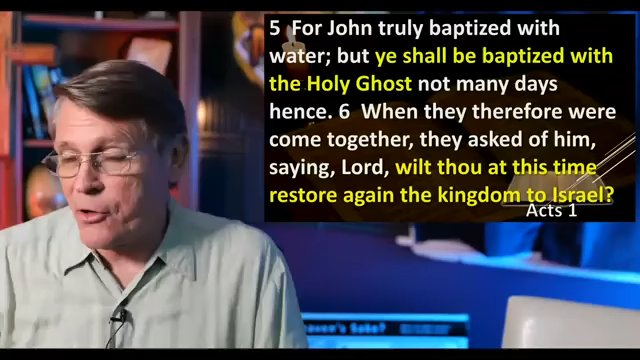 5 For John truly baptized with
water; but ye shall be baptized with
the Holy Ghost not many days
hence. 6 When they therefore were
come together, they asked of him,
saying, Lord, wilt thou at this time
restore again the kingdom to Israel?
Acts 1
aven's Sake?